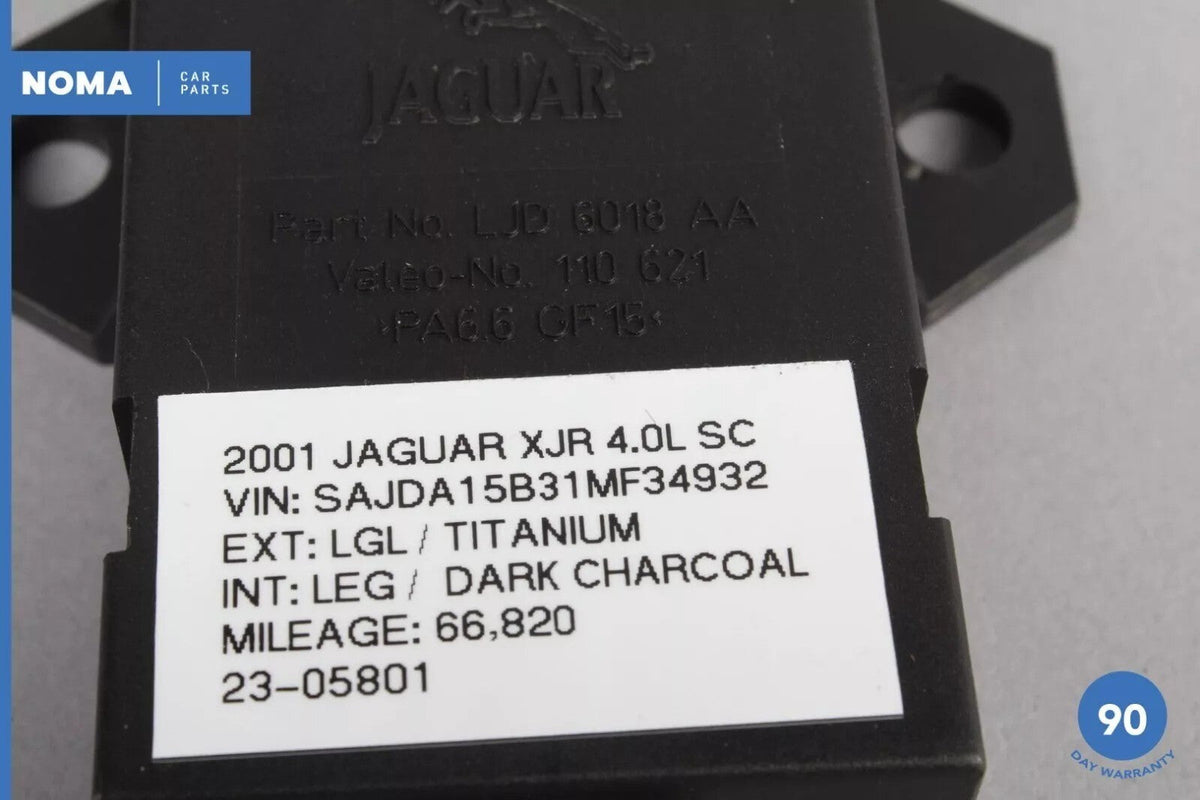 NOMA
CAR
PARTS
JAGUAR
Part No. LJD 6018 AA
Valeo-No. 110 621
>PA6.6 GF15<
2001 JAGUAR XJR 4.0L SC
VIN: SAJDA15B31MF34932
EXT: LGL / TITANIUM
INT: LEG / DARK CHARCOAL
MILEAGE: 66,820
23-05801
90
DAY WARRANTY